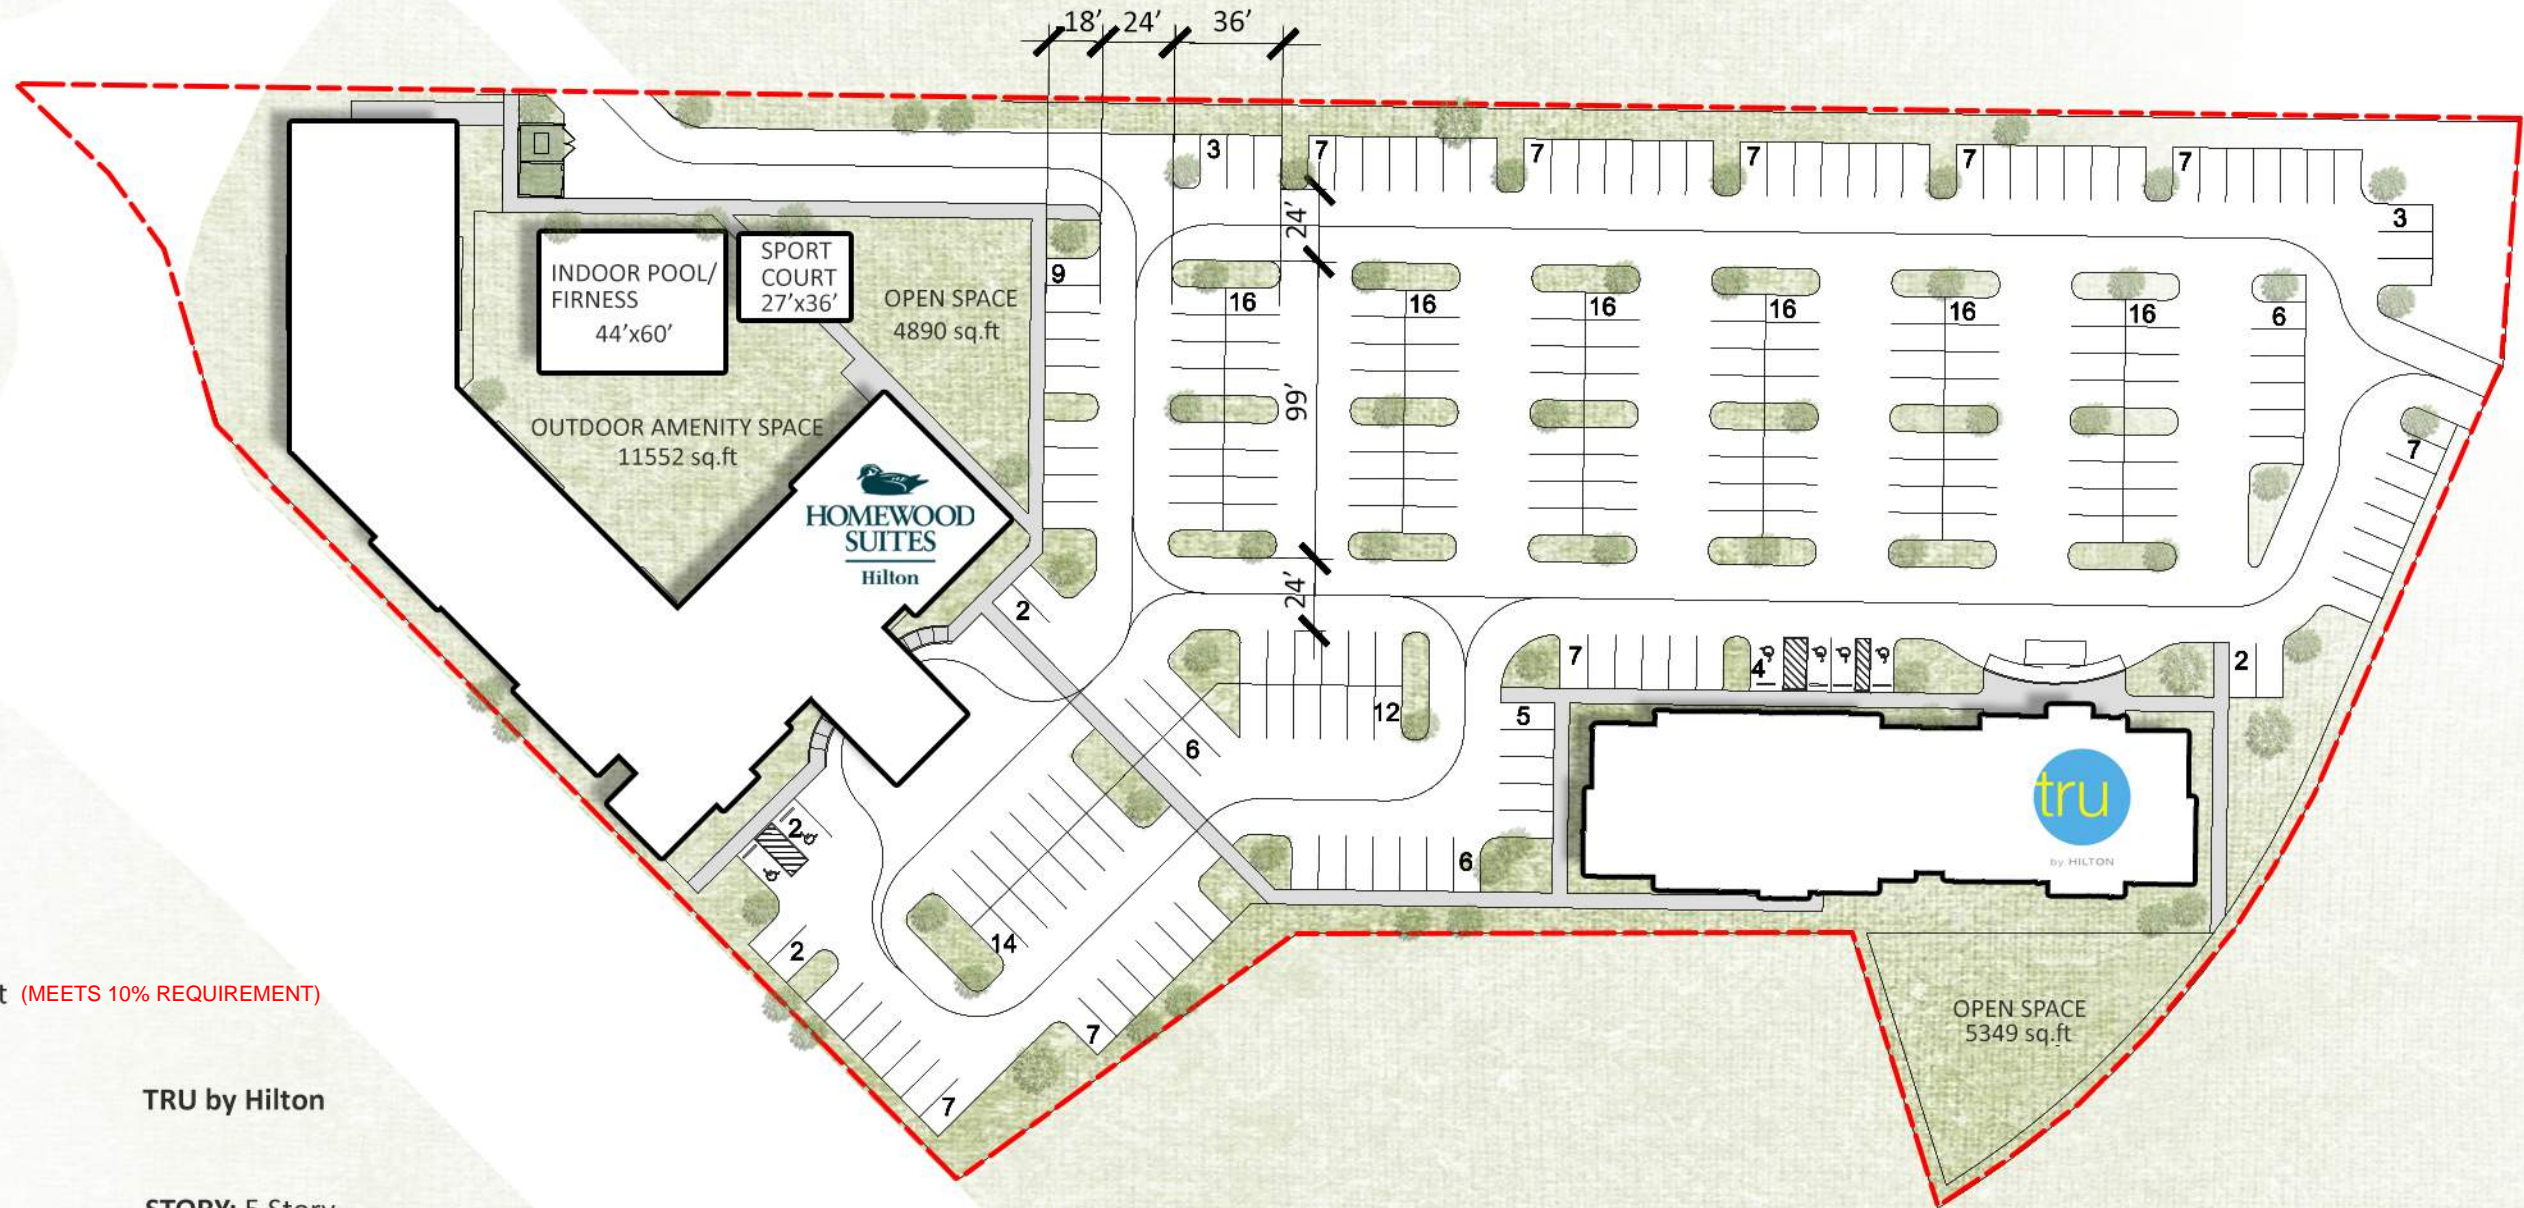 18' 24' 36'
3 7 7 7 7 7
3
24'
INDOOR POOL/
FIRNESS
44'x60'
SPORT
COURT
27'x36'
OPEN SPACE
4890 sq.ft
9
16 16 16 16 16 16 6
99'
OUTDOOR AMENITY SPACE
11552 sq.ft
7
HOMEWOOD
SUITES
Hilton
24'
2
7 4 2
12 5
6
tru
by HILTON
2
6
14
2
(MEETS 10% REQUIREMENT)
7
7
OPEN SPACE
5349 sq.ft
TRU by Hilton
STORY: 5 Story